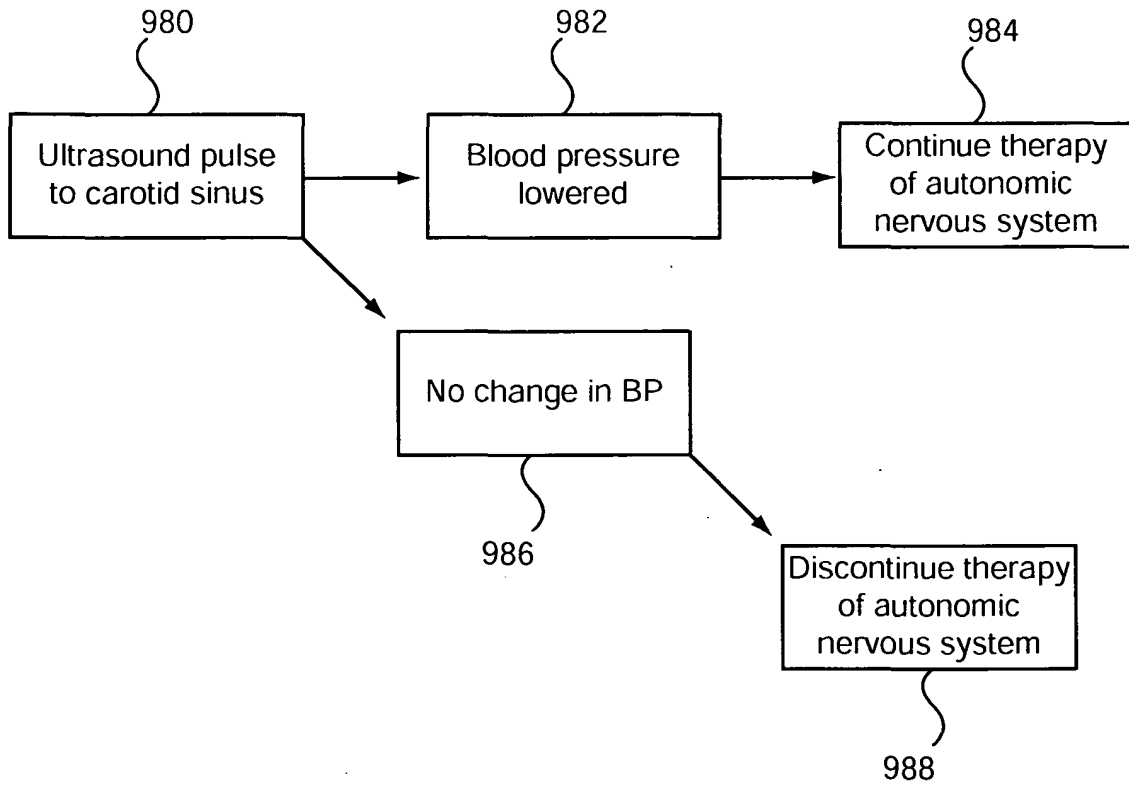 980
982
984
Ultrasound pulse
to carotid sinus
Blood pressure
lowered
Continue therapy
of autonomic
nervous system
No change in BP
986
Discontinue therapy
of autonomic
nervous system
988